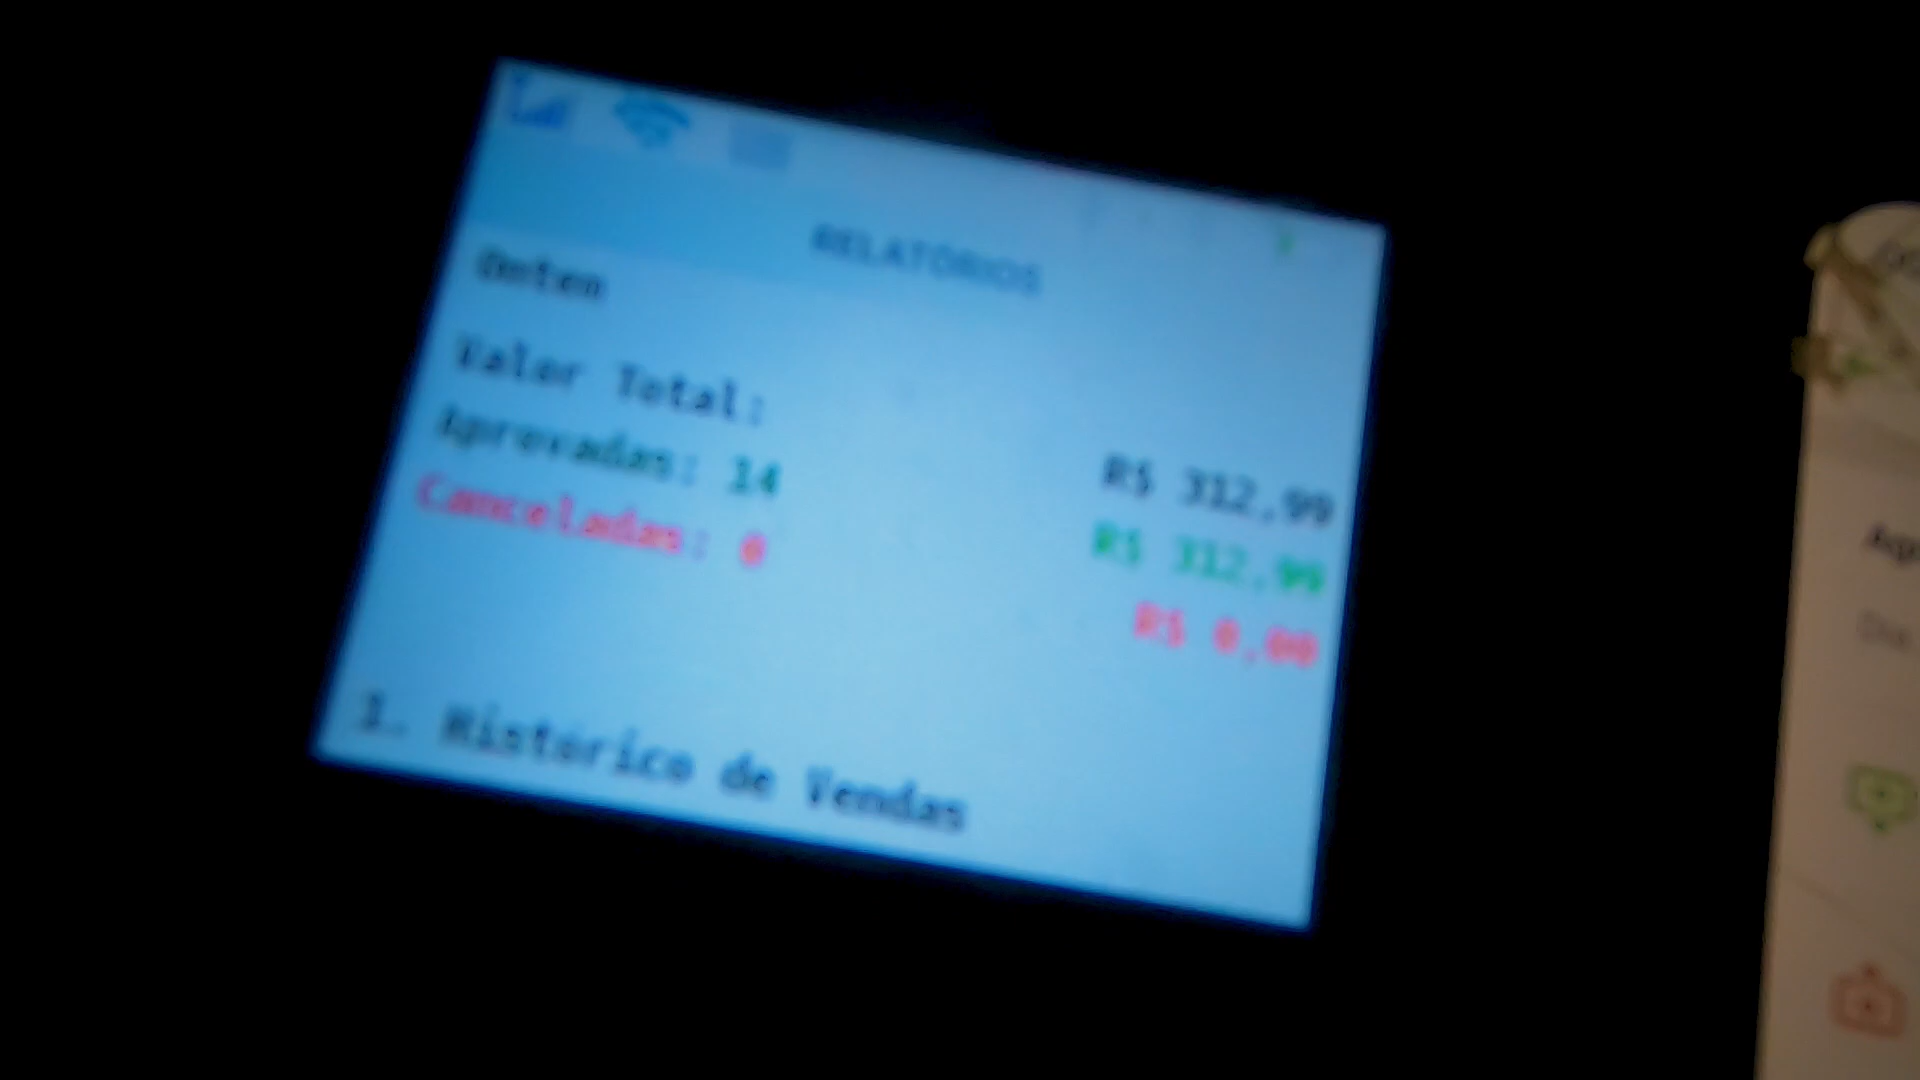 RELATÓRIOS
Ontem
Valor Total:
R$ 312,99
Aprovadas: 14
R$ 312,99
Canceladas: 0
R$ 0,00
1. Histórico de Vendas